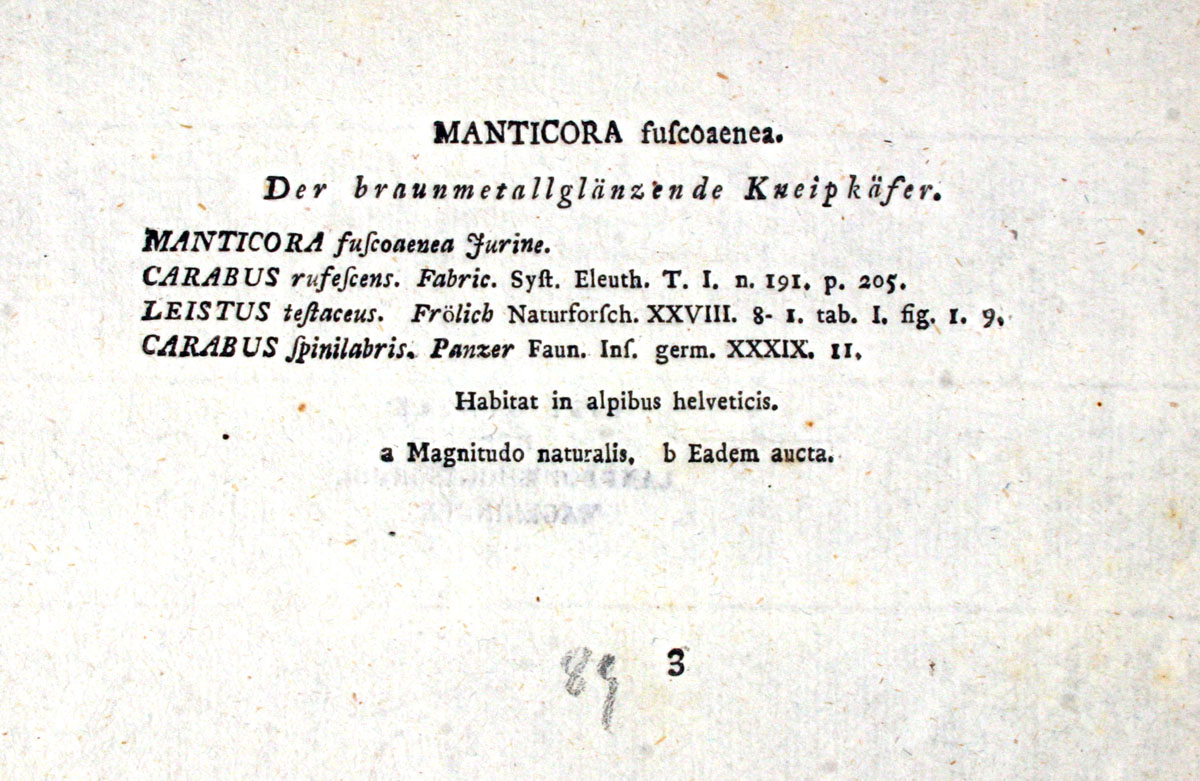 MANTICORA fuſcoaenea.
Der braunmetallglänzende Kneipkäfer.
MANTICORA fuſcoaenea Jurine.
CARABUS rufeſcens. Fabric. Syſt. Eleuth. T. I. n. 191. p. 205.
LEISTUS teſtaceus. Frölich Naturforſch. XXVIII. 8- 1. tab. I. fig. 1. 9.
CARABUS ſpinilabris. Panzer Faun. Inſ. germ. XXXIX. 11.
Habitat in alpibus helveticis.
a Magnitudo naturalis, b Eadem aucta.
89 3